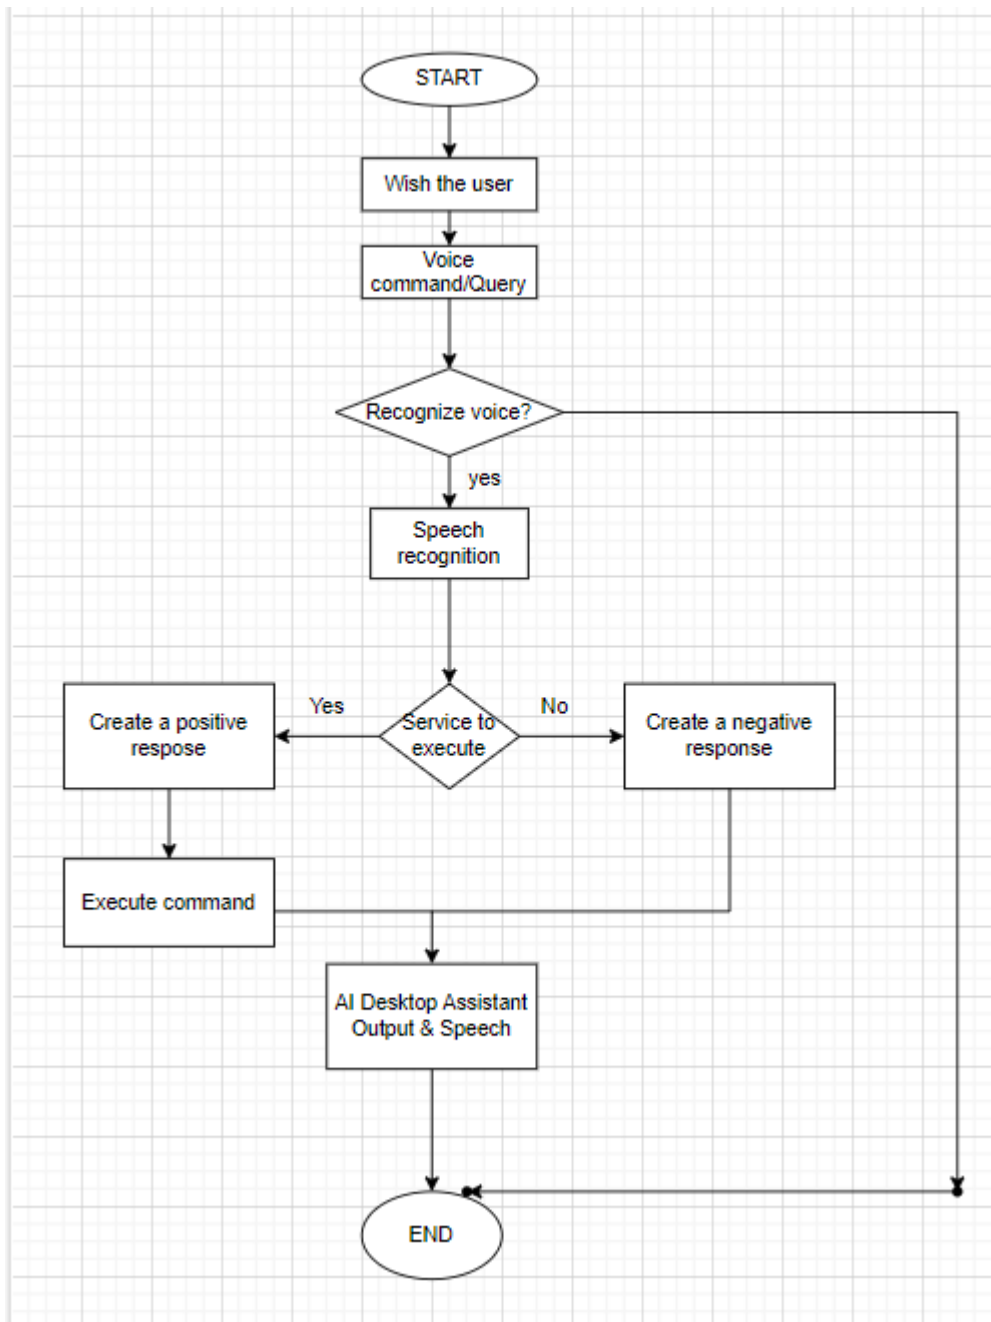 START
Wish the user
Voice
command/Query
Recognize voice?
yes
Speech
recognition
Yes
Service to
execute
No
Create a positive
respose
Create a negative
response
Execute command
AI Desktop Assistant
Output & Speech
END